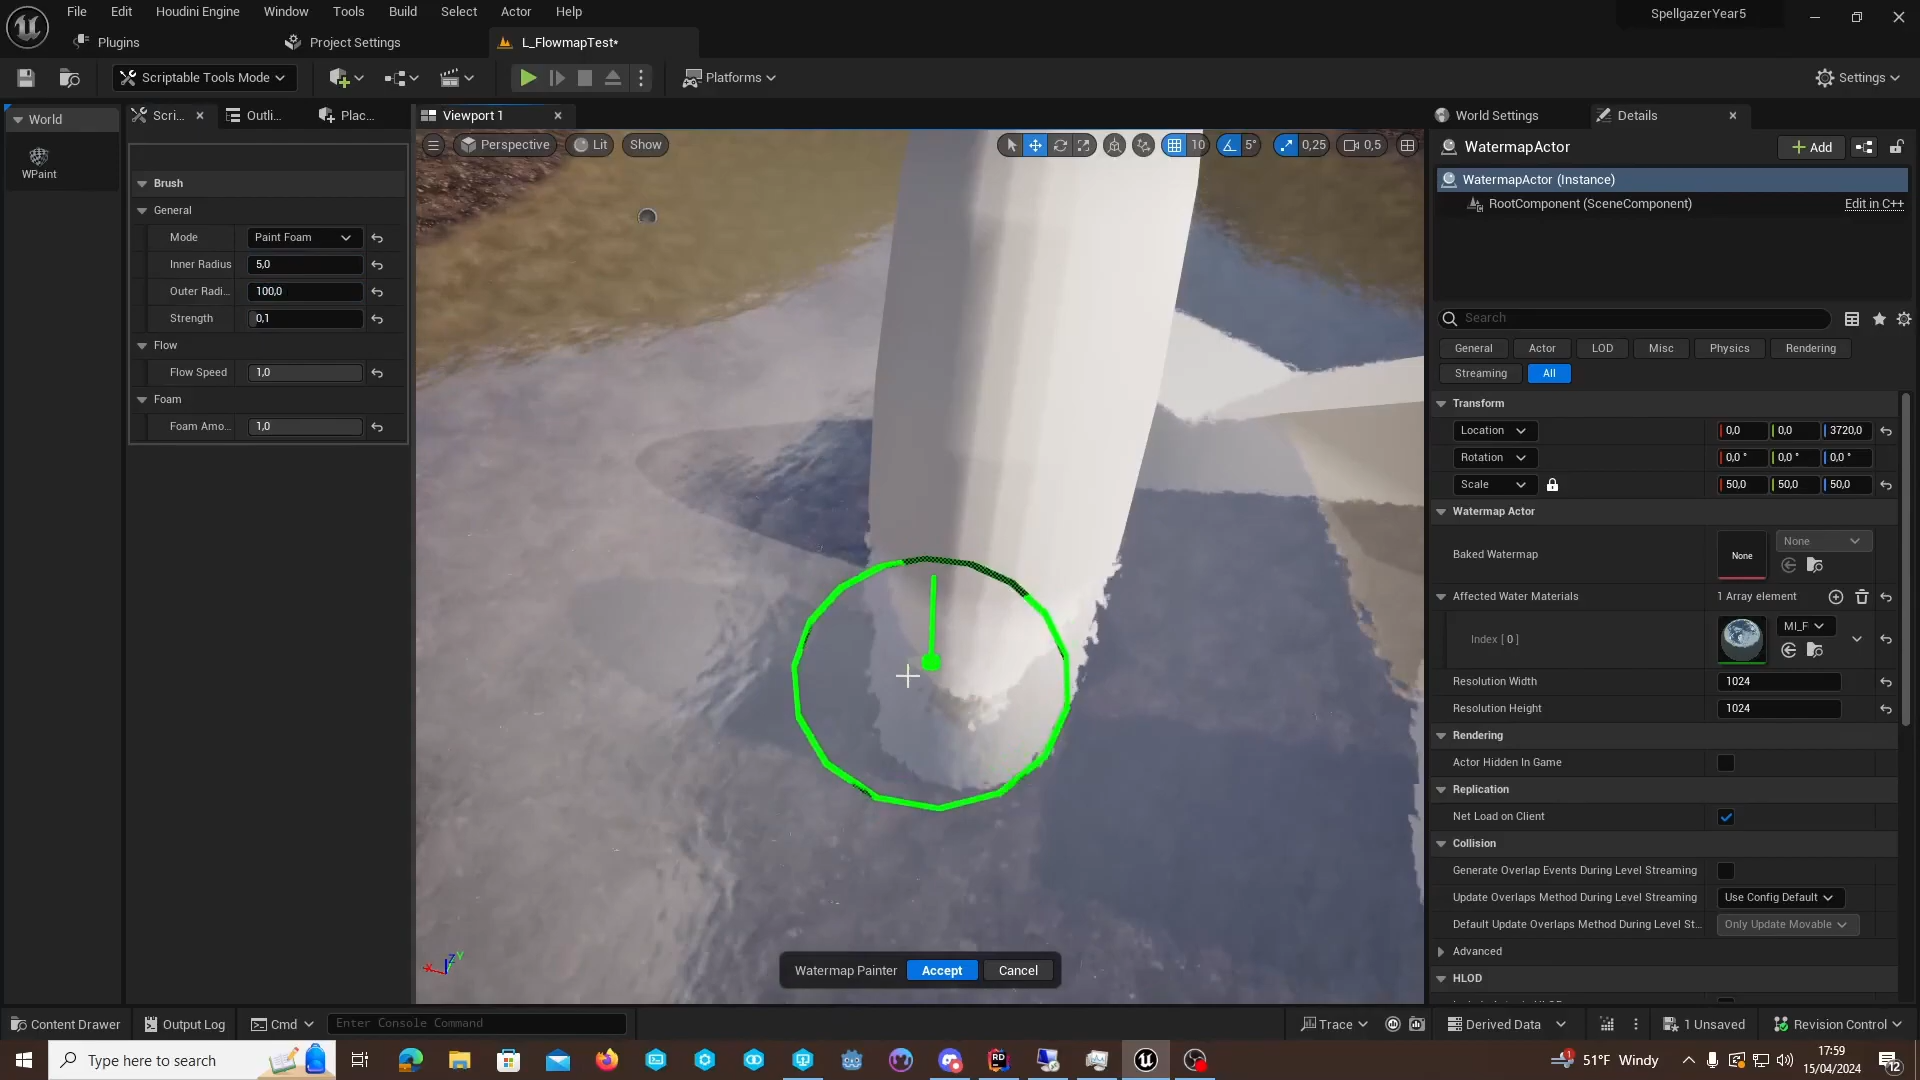 File Edit Houdini Engine Window Tools Build Select Actor Help
SpellgazerYear5
Plugins
Project Settings
L_FlowmapTest*
Scriptable Tools Mode
Platforms
Settings
World
Scri...
Outli...
Plac...
Viewport 1
World Settings
Details
WPaint
Perspective
Lit
Show
10
5°
0,25
0,5
WatermapActor
Add
WatermapActor (Instance)
RootComponent (SceneComponent)
Edit in C++
Brush
General
Mode
Paint Foam
Inner Radius
5,0
Outer Radi...
100,0
Strength
0,1
Flow
Flow Speed
1,0
Foam
Foam Amo...
1,0
Search
General
Actor
LOD
Misc
Physics
Rendering
Streaming
All
Transform
Location
0,0
0,0
3720,0
Rotation
0,0 °
0,0 °
0,0 °
Scale
50,0
50,0
50,0
Watermap Actor
Baked Watermap
None
None
Affected Water Materials
1 Array element
Index [ 0 ]
MI_F
Resolution Width
1024
Resolution Height
1024
Rendering
Actor Hidden In Game
Replication
Net Load on Client
Collision
Generate Overlap Events During Level Streaming
Update Overlaps Method During Level Streaming
Use Config Default
Default Update Overlaps Method During Level St...
Only Update Movable
Advanced
HLOD
X
Z
Y
Watermap Painter
Accept
Cancel
Content Drawer
Output Log
Cmd
Enter Console Command
Trace
Derived Data
1 Unsaved
Revision Control
Type here to search
RD
1
51°F Windy
17:59
15/04/2024
12